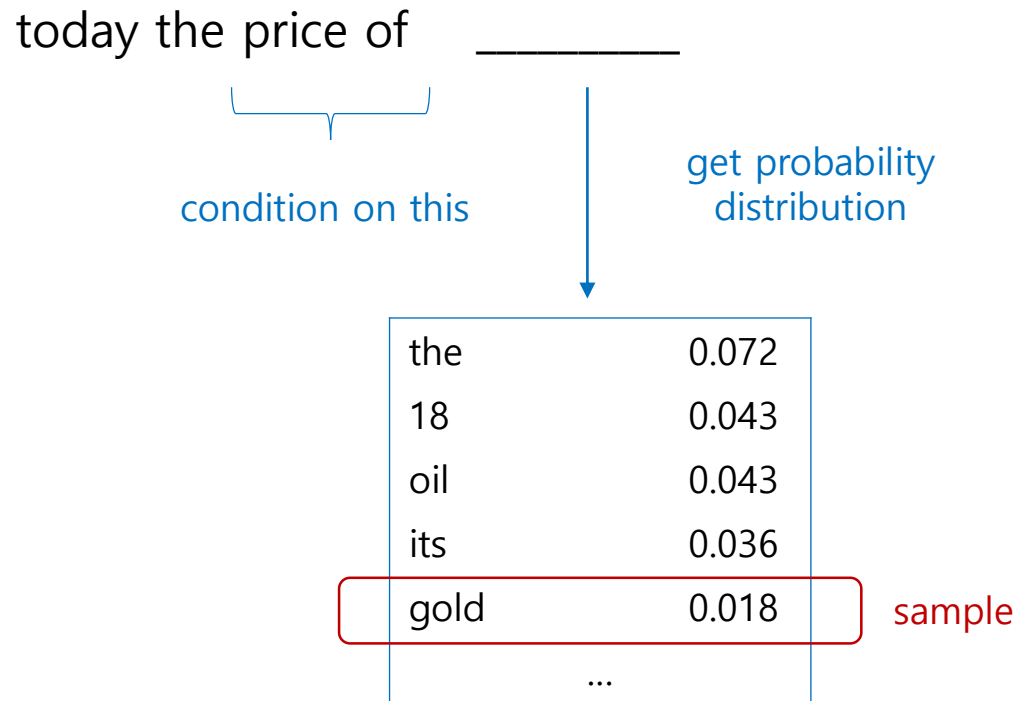 today the price of __________
condition on this
get probability
distribution
the 0.072
18 0.043
oil 0.043
its 0.036
gold 0.018
sample
...